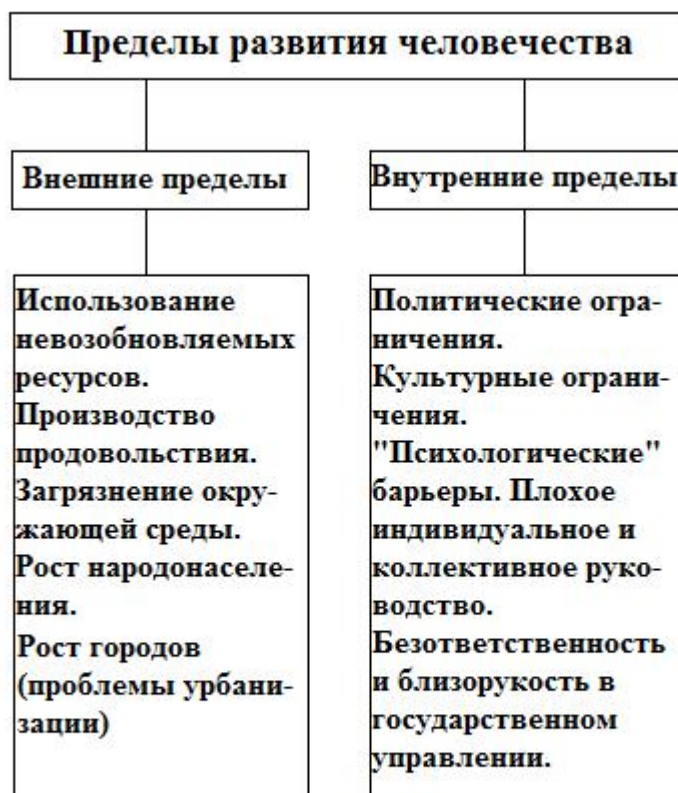 Пределы развития человечества
Внешние пределы
Внутренние пределы
Использование
невозобновляемых
ресурсов.
Производство
продовольствия.
Загрязнение окру-
жающей среды.
Рост народонаселе-
ния.
Рост городов
(проблемы урбани-
зации)
Политические огра-
ничения.
Культурные ограни-
чения.
"Психологические"
барьеры. Плохое
индивидуальное и
коллективное руко-
водство.
Безответственность
и близорукость в
государственном
управлении.